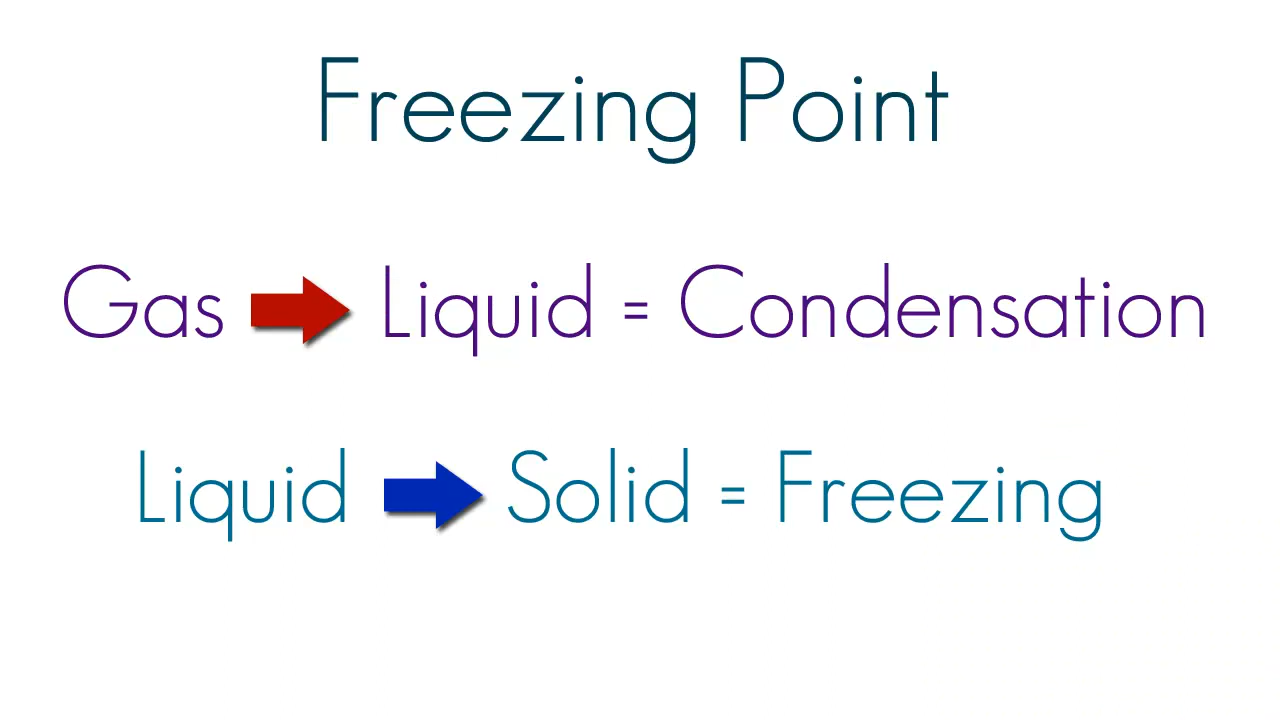 Freezing Point
Gas Liquid = Condensation
Liquid Solid = Freezing